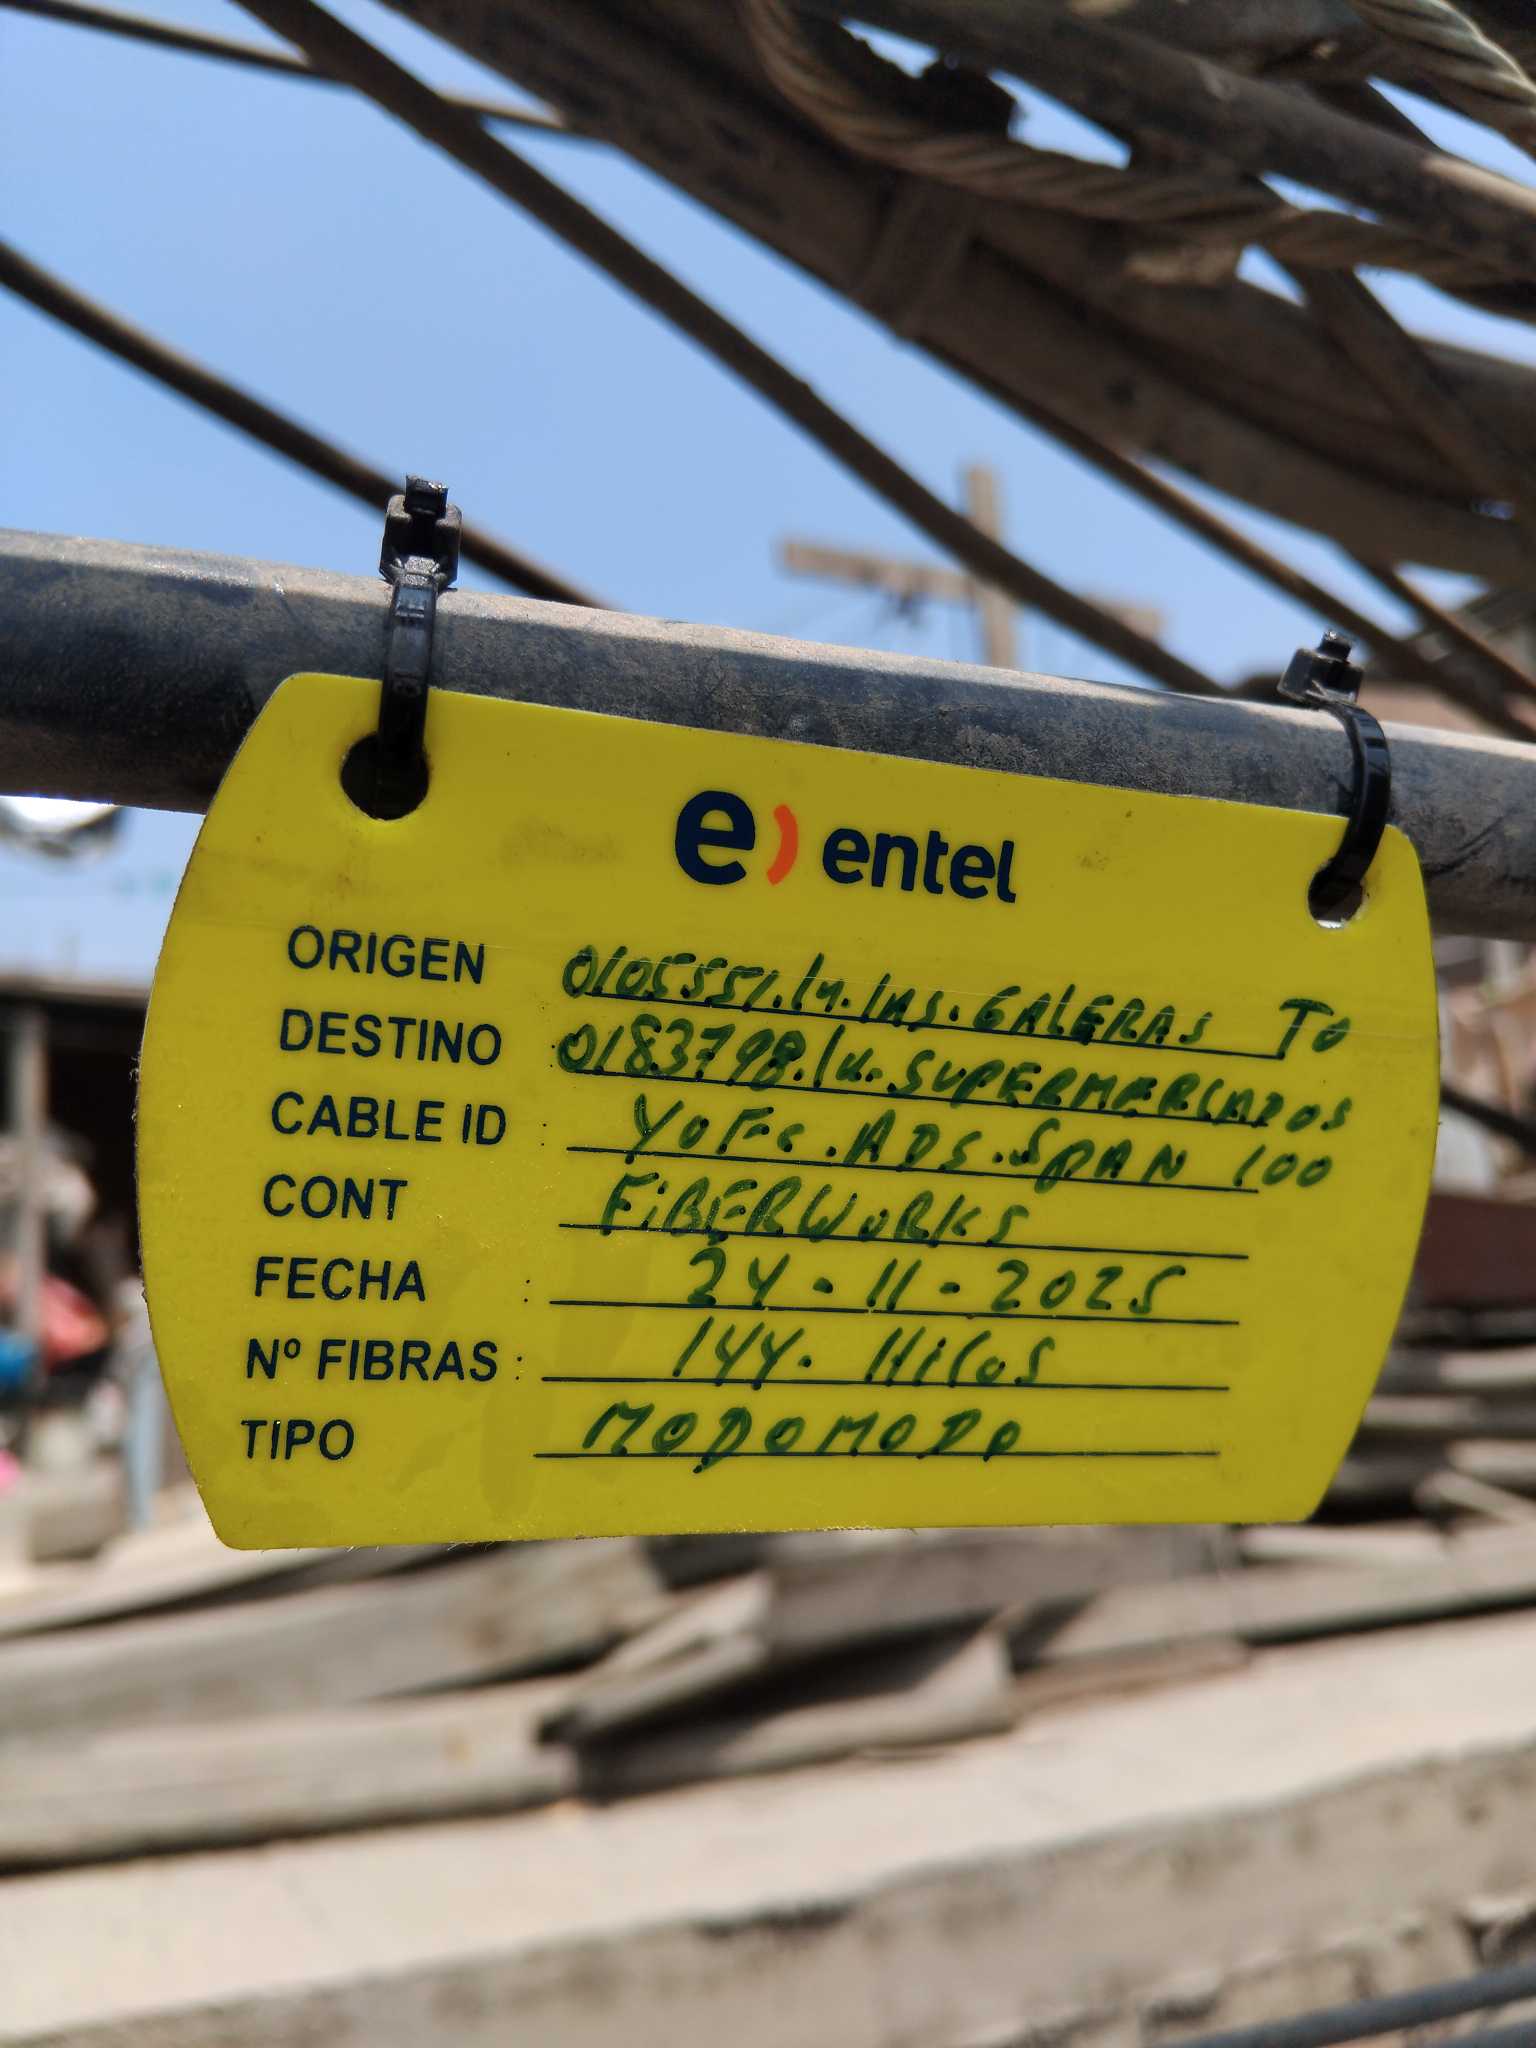 e) entel
ORIGEN 0105551.LM.LAS.GALERAS TO
DESTINO : 0183798.LM.SUPERMERCADOS
CABLE ID : YOFC.ADS.SPAN 100
CONT FiBERWORKS
FECHA : 24-11-2025
Nº FIBRAS : 144. HiLOS
TIPO MODOMODO